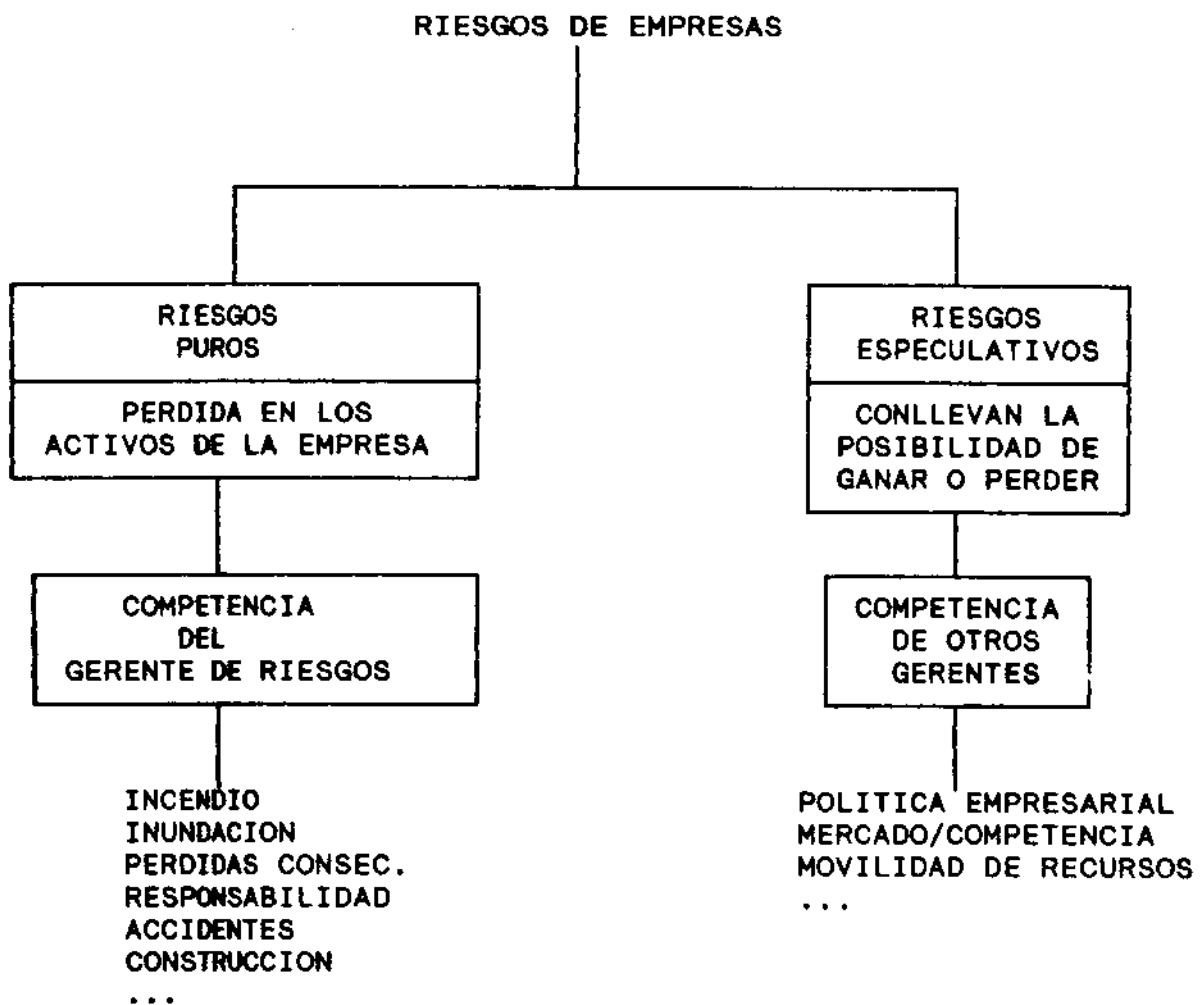 RIESGOS DE EMPRESAS
RIESGOS
PUROS
PERDIDA EN LOS
ACTIVOS DE LA EMPRESA
COMPETENCIA
DEL
GERENTE DE RIESGOS
INCENDIO
INUNDACION
PERDIDAS CONSEC.
RESPONSABILIDAD
ACCIDENTES
CONSTRUCCION
...
RIESGOS
ESPECULATIVOS
CONLLEVAN LA
POSIBILIDAD DE
GANAR O PERDER
COMPETENCIA
DE OTROS
GERENTES
POLITICA EMPRESARIAL
MERCADO/COMPETENCIA
MOVILIDAD DE RECURSOS
...